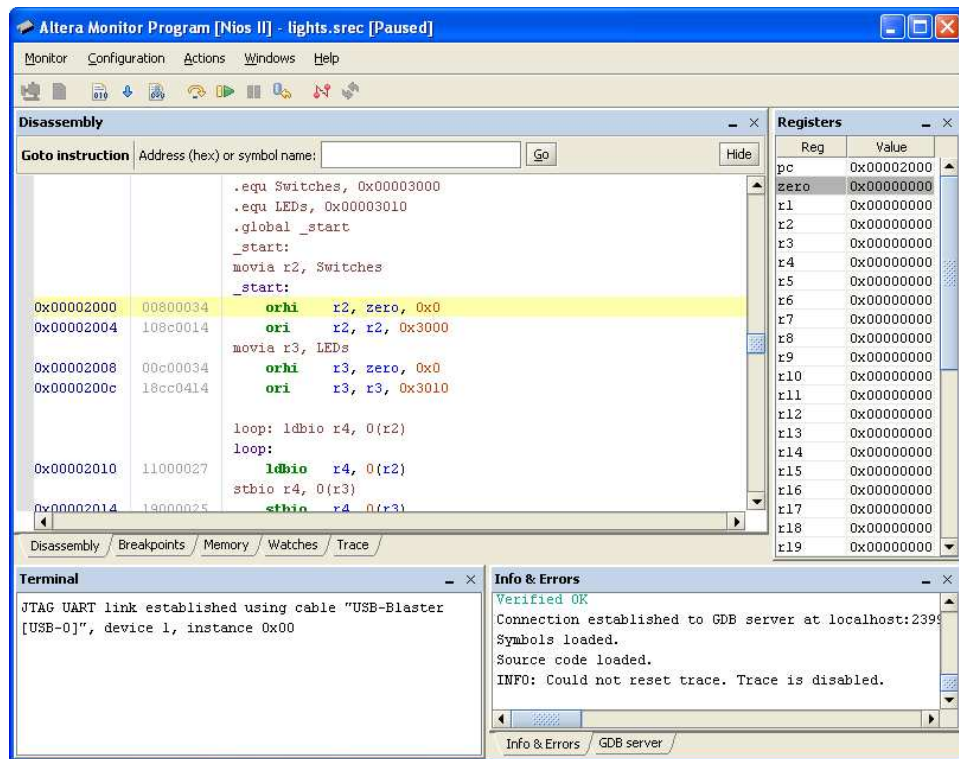 Altera Monitor Program [Nios II] - lights.srec [Paused]
Monitor Configuration Actions Windows Help
Disassembly
Goto instruction Address (hex) or symbol name: Go Hide
.equ Switches, 0x00003000
.equ LEDs, 0x00003010
.global _start
_start:
movia r2, Switches
_start:
0x00002000 00800034 orhi r2, zero, 0x0
0x00002004 108c0014 ori r2, r2, 0x3000
movia r3, LEDs
0x00002008 00c00034 orhi r3, zero, 0x0
0x0000200c 18cc0414 ori r3, r3, 0x3010
loop: ldbio r4, 0(r2)
loop:
0x00002010 11000027 ldbio r4, 0(r2)
stbio r4, 0(r3)
0x00002014 19000025 stbio r4 0(r3)
Disassembly Breakpoints Memory Watches Trace
Registers
Reg Value
pc 0x00002000
zero 0x00000000
r1 0x00000000
r2 0x00000000
r3 0x00000000
r4 0x00000000
r5 0x00000000
r6 0x00000000
r7 0x00000000
r8 0x00000000
r9 0x00000000
r10 0x00000000
r11 0x00000000
r12 0x00000000
r13 0x00000000
r14 0x00000000
r15 0x00000000
r16 0x00000000
r17 0x00000000
r18 0x00000000
r19 0x00000000
Terminal
JTAG UART link established using cable "USB-Blaster
[USB-0]", device 1, instance 0x00
Info & Errors
Verified OK
Connection established to GDB server at localhost:2399
Symbols loaded.
Source code loaded.
INFO: Could not reset trace. Trace is disabled.
Info & Errors GDB server